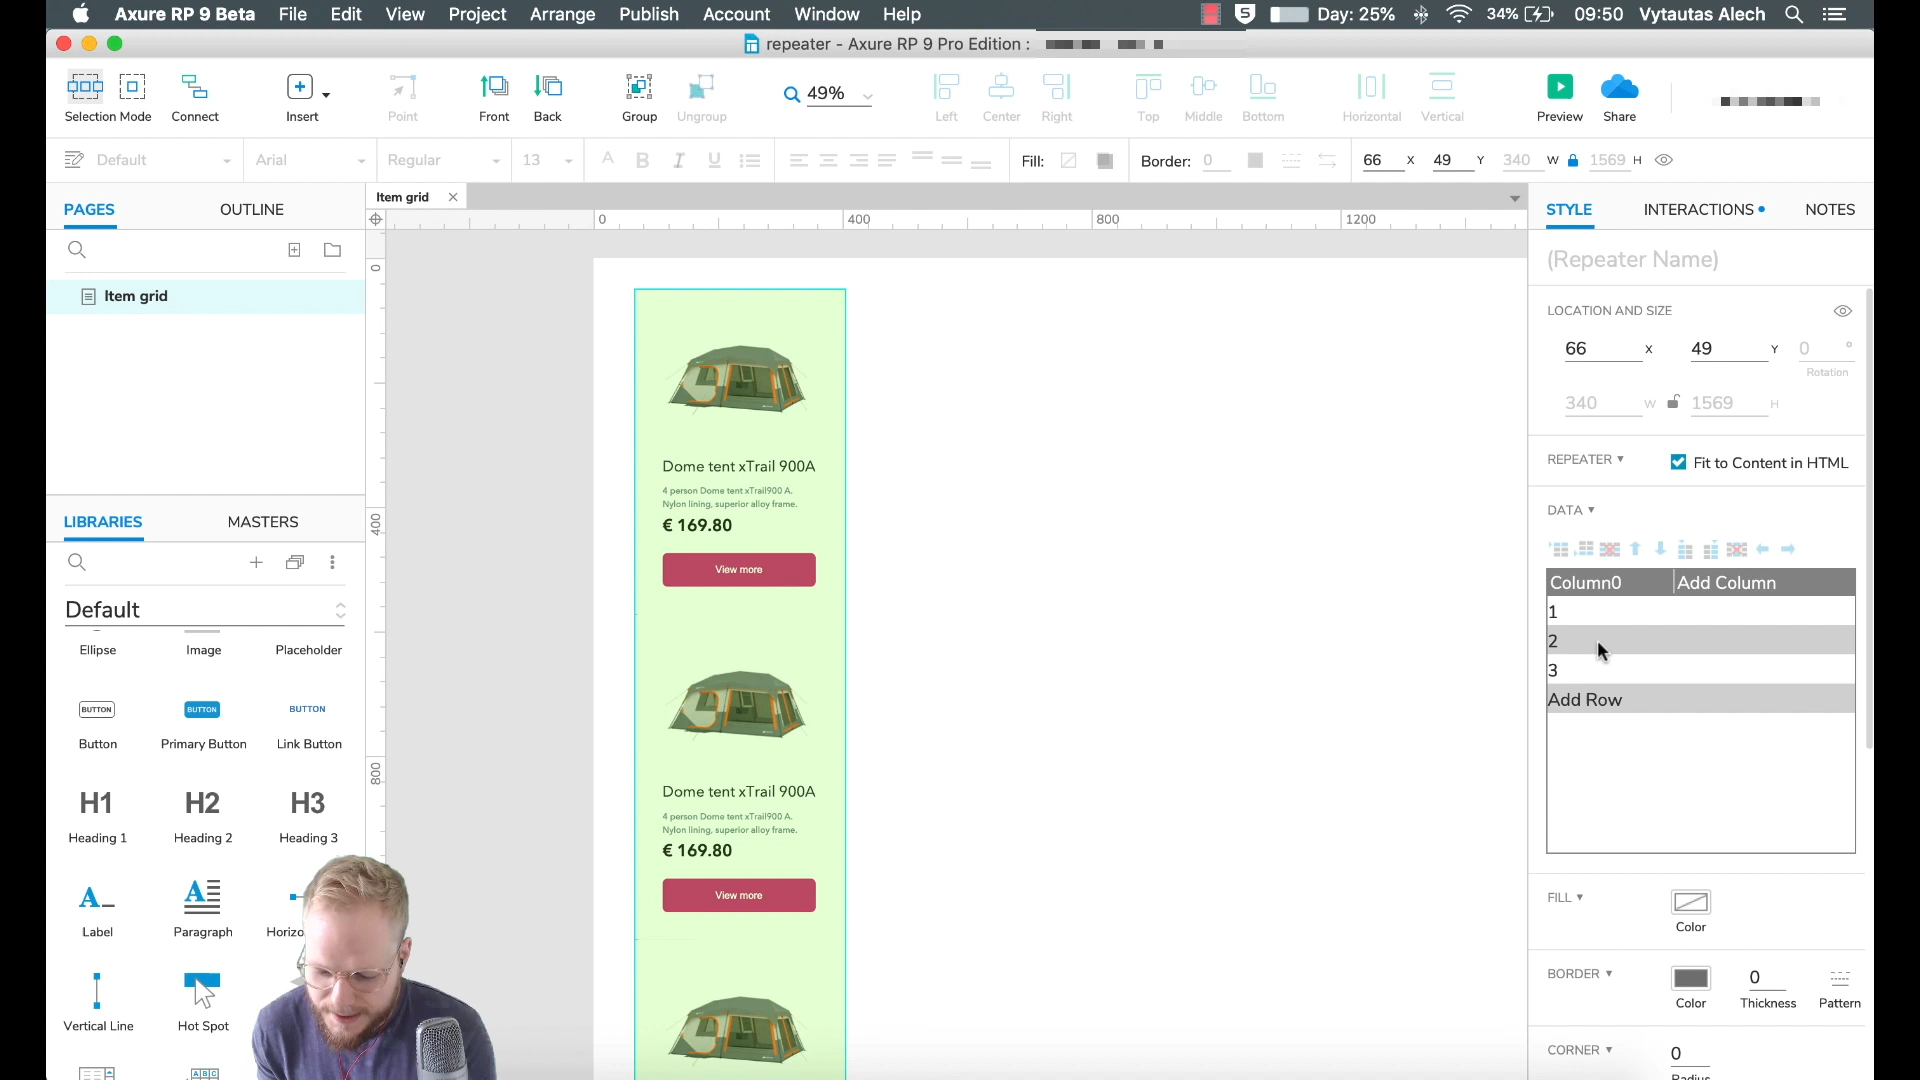 Axure RP 9 Beta File Edit View Project Arrange Publish Account Window Help
S Day: 25% 34% 09:50 Vytautas Alech
repeater - Axure RP 9 Pro Edition :
Selection Mode Connect Insert Point Front Back Group Ungroup 49% Left Center Right Top Middle Bottom Horizontal Vertical Preview Share
Default Arial Regular 13 A B I U Fill: Border: 0 66 X 49 Y 340 W 1569 H
PAGES OUTLINE
Item grid
0 400 800 1200
Item grid
0
400
800
LIBRARIES MASTERS
Default
Ellipse Image Placeholder
BUTTON BUTTON BUTTON
Button Primary Button Link Button
H1 H2 H3
Heading 1 Heading 2 Heading 3
A
A
Label Paragraph Horizo
Vertical Line Hot Spot
ABC
Dome tent xTrail 900A
4 person Dome tent xTrail900 A.
Nylon lining, superior alloy frame.
€ 169.80
View more
Dome tent xTrail 900A
4 person Dome tent xTrail900 A.
Nylon lining, superior alloy frame.
€ 169.80
View more
STYLE INTERACTIONS NOTES
(Repeater Name)
LOCATION AND SIZE
66 X 49 Y 0 °
Rotation
340 W 1569 H
REPEATER Fit to Content in HTML
DATA
Column0 Add Column
1
2
3
Add Row
FILL
Color
BORDER 0
Color Thickness Pattern
CORNER 0
Radius